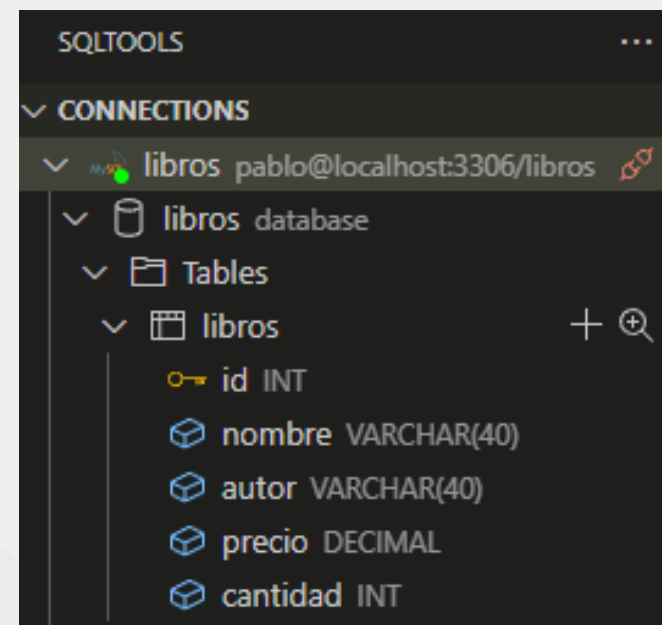 SQLTOOLS ...
CONNECTIONS
MySQL libros pablo@localhost:3306/libros
libros database
Tables
libros
id INT
nombre VARCHAR(40)
autor VARCHAR(40)
precio DECIMAL
cantidad INT